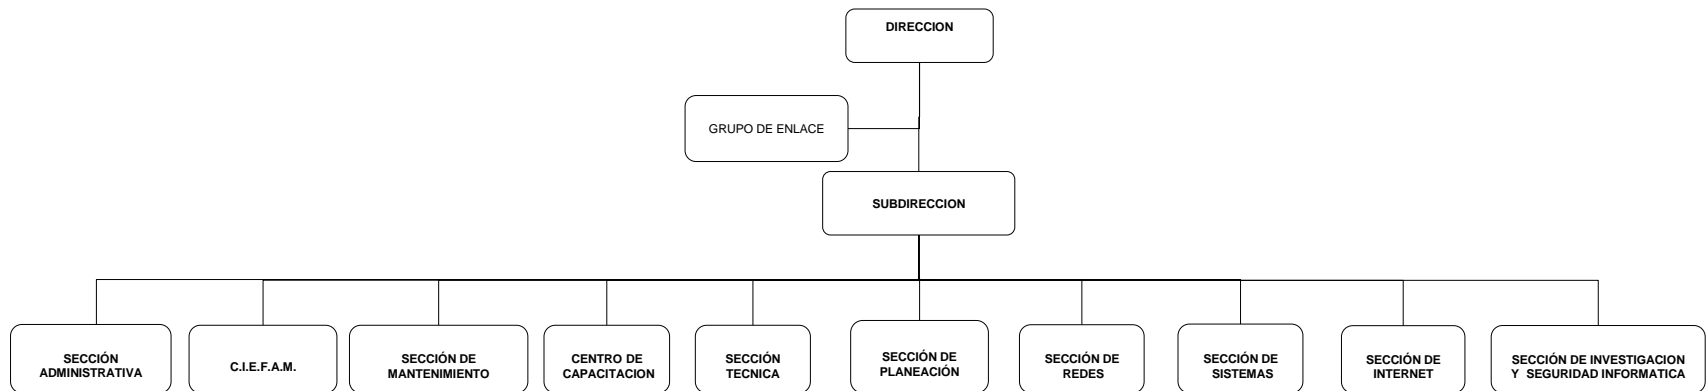 DIRECCION
GRUPO DE ENLACE
SUBDIRECCION
SECCIÓN
ADMINISTRATIVA
C.I.E.F.A.M.
SECCIÓN DE
MANTENIMIENTO
CENTRO DE
CAPACITACION
SECCIÓN
TECNICA
SECCIÓN DE
PLANEACIÓN
SECCIÓN DE
REDES
SECCIÓN DE
SISTEMAS
SECCIÓN DE
INTERNET
SECCIÓN DE INVESTIGACION
Y SEGURIDAD INFORMATICA